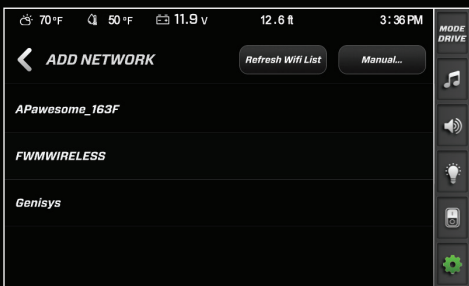 70°F 50°F 11.9 V 12.6 ft 3:36 PM
MODE
DRIVE
ADD NETWORK Refresh Wifi List Manual...
APawesome_163F
FWMWIRELESS
Genisys